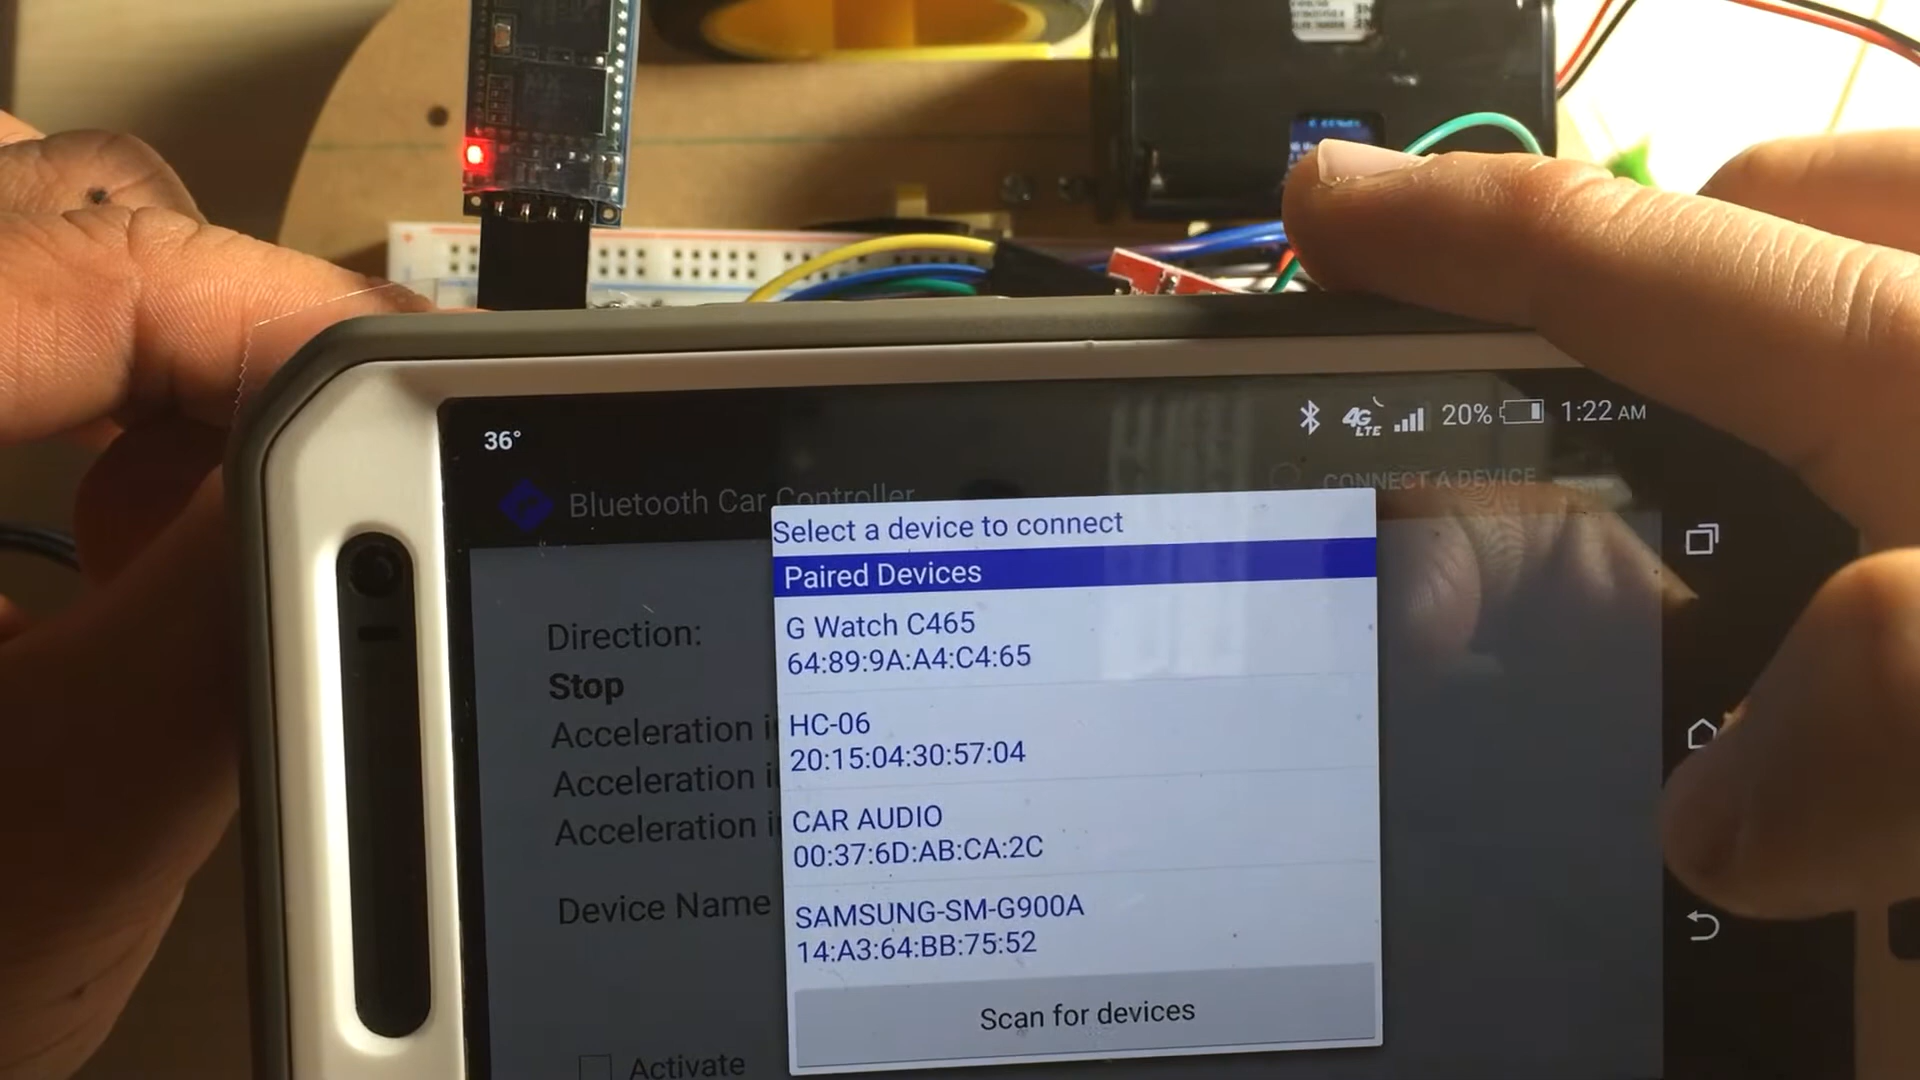 36°
4G LTE 20% 1:22 AM
Bluetooth Car Controller
CONNECT A DEVICE
Select a device to connect
Paired Devices
G Watch C465
64:89:9A:A4:C4:65
HC-06
20:15:04:30:57:04
CAR AUDIO
00:37:6D:AB:CA:2C
SAMSUNG-SM-G900A
14:A3:64:BB:75:52
Scan for devices
Direction:
Stop
Acceleration
Acceleration
Acceleration
Device Name
Activate